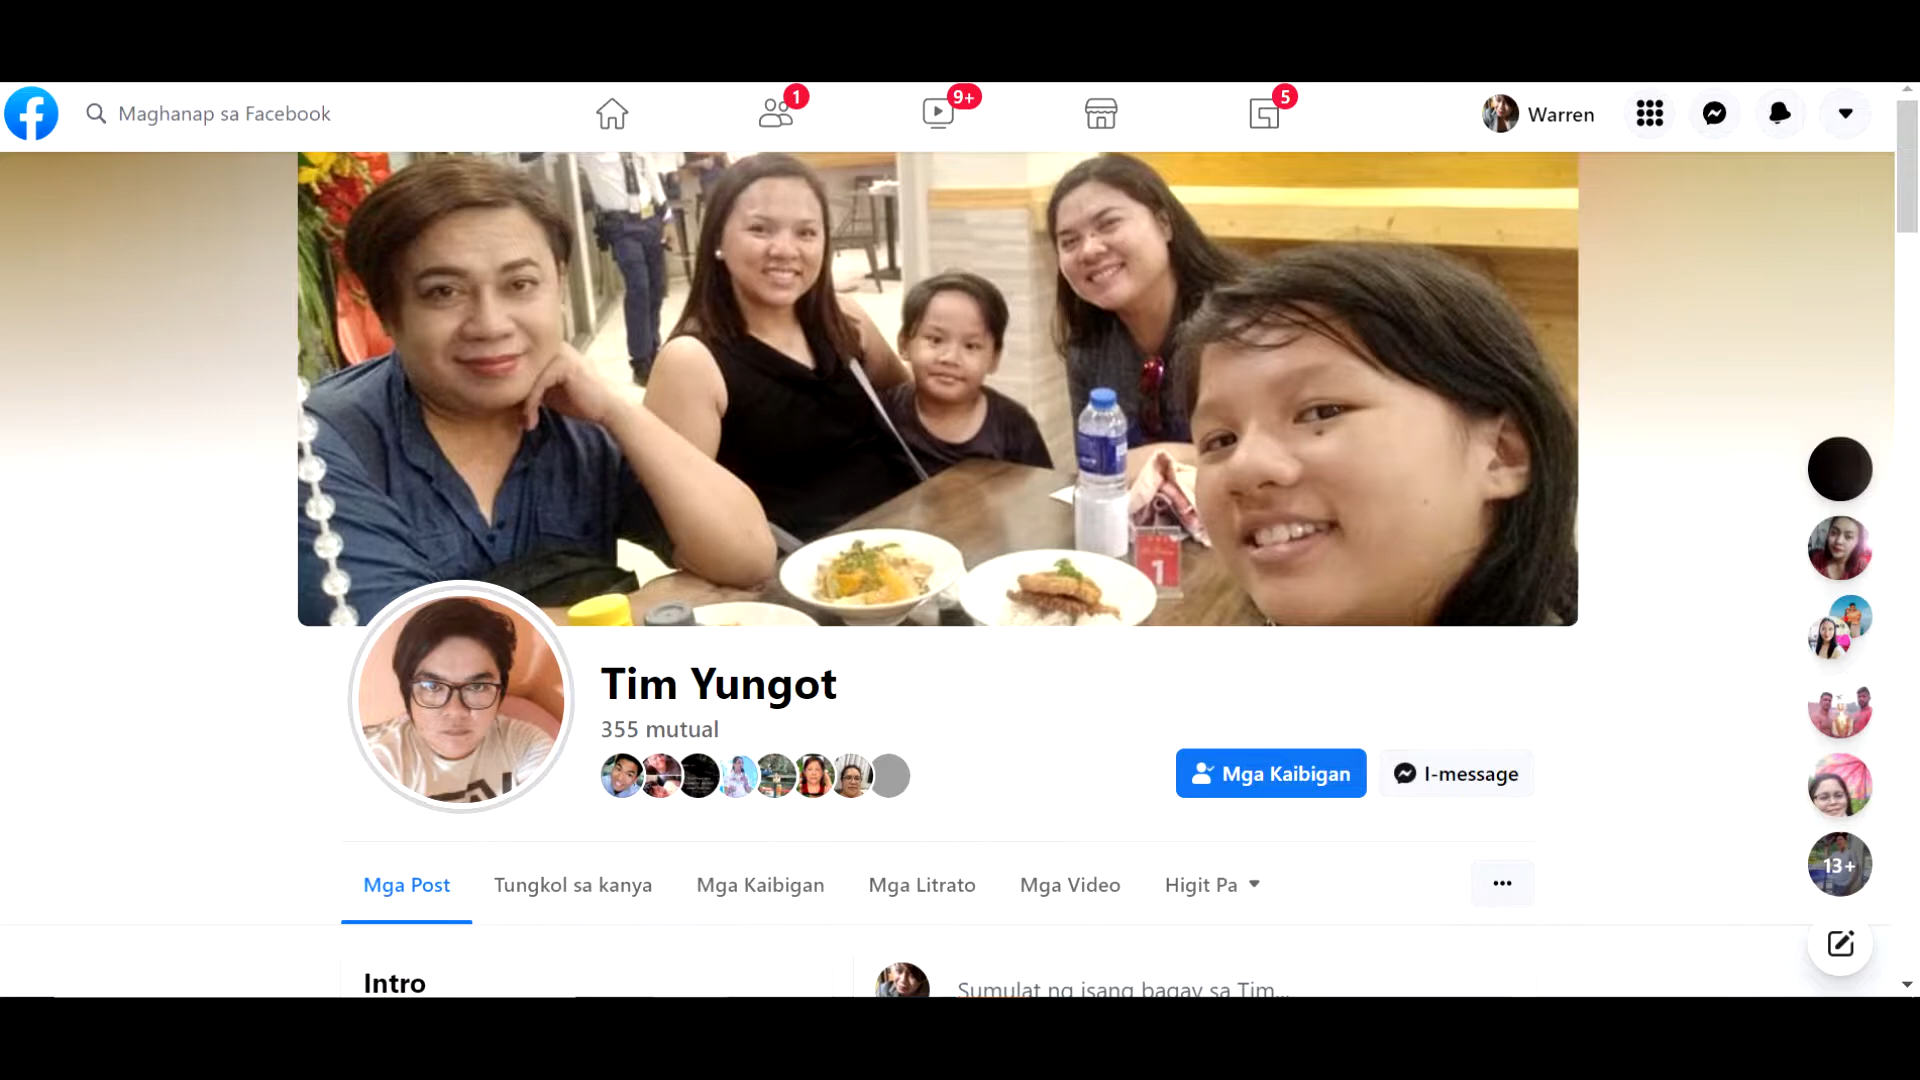 Maghanap sa Facebook
1
9+
5
Warren
1
Tim Yungot
355 mutual
Mga Kaibigan
I-message
Mga Post
Tungkol sa kanya
Mga Kaibigan
Mga Litrato
Mga Video
Higit Pa
13+
Intro
Sumulat ng isang bagay sa Tim...